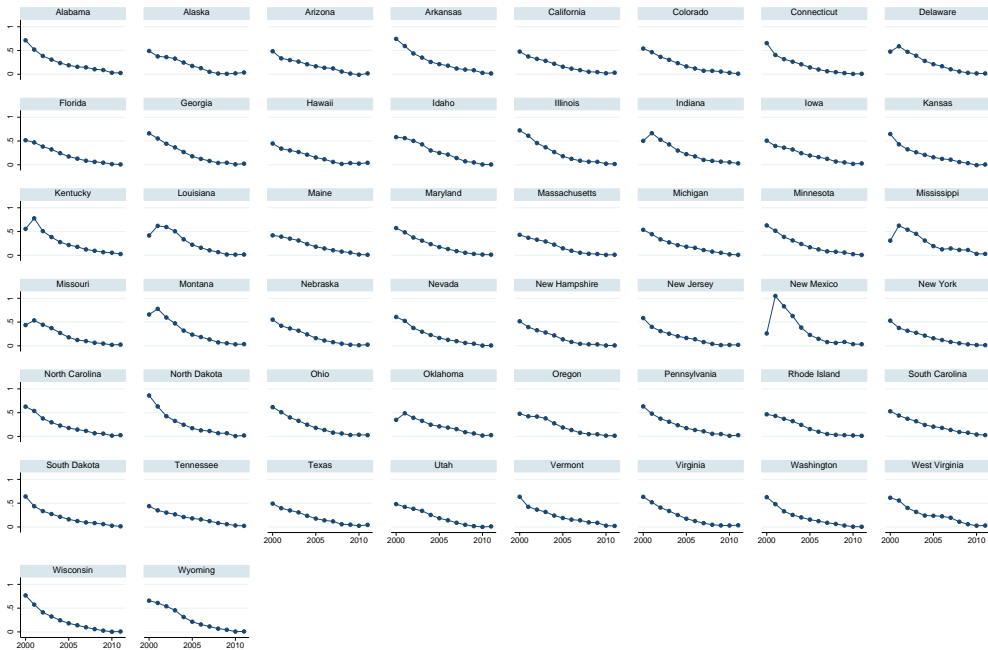 Alabama Alaska Arizona Arkansas California Colorado Connecticut Delaware
1
.5
0
Florida Georgia Hawaii Idaho Illinois Indiana Iowa Kansas
1
.5
0
Kentucky Louisiana Maine Maryland Massachusetts Michigan Minnesota Mississippi
1
.5
0
Missouri Montana Nebraska Nevada New Hampshire New Jersey New Mexico New York
1
.5
0
North Carolina North Dakota Ohio Oklahoma Oregon Pennsylvania Rhode Island South Carolina
1
.5
0
South Dakota Tennessee Texas Utah Vermont Virginia Washington West Virginia
1
.5
0
2000 2005 2010 2000 2005 2010 2000 2005 2010 2000 2005 2010 2000 2005 2010 2000 2005 2010
Wisconsin Wyoming
1
.5
0
2000 2005 2010 2000 2005 2010